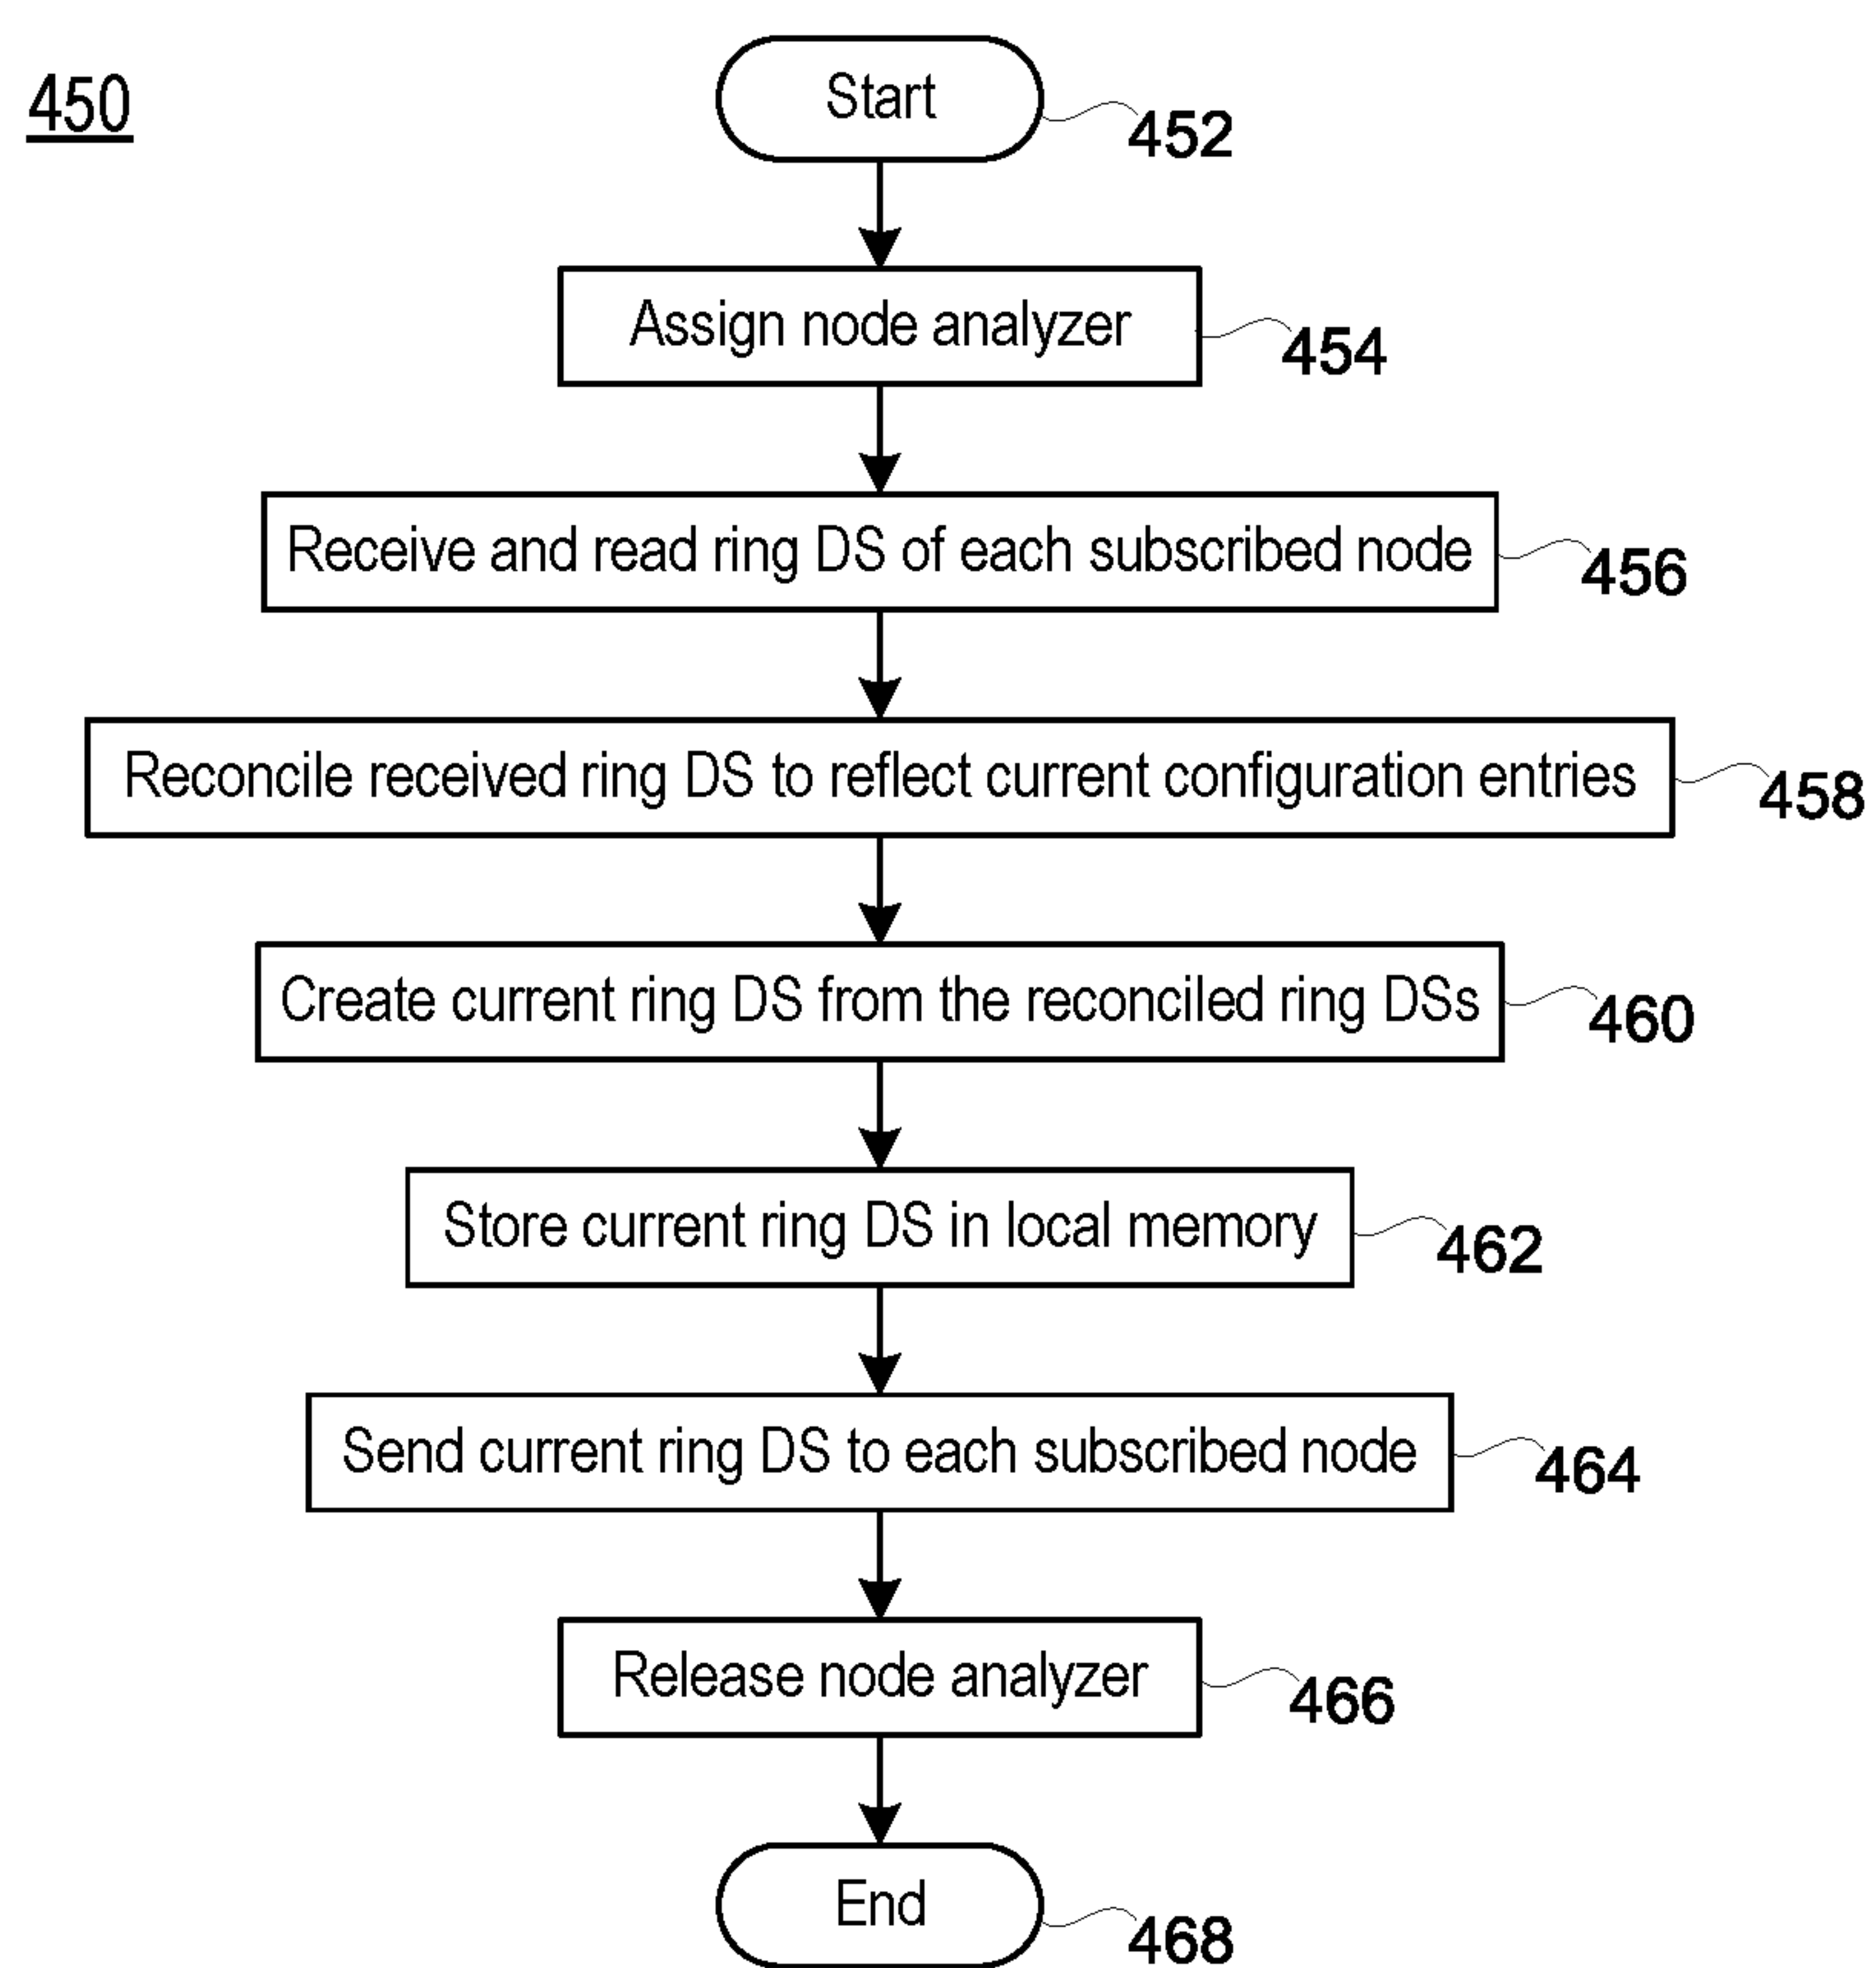 450
Start
452
Assign node analyzer
454
Receive and read ring DS of each subscribed node
456
Reconcile received ring DS to reflect current configuration entries
458
Create current ring DS from the reconciled ring DSs
460
Store current ring DS in local memory
462
Send current ring DS to each subscribed node
464
Release node analyzer
466
End
468